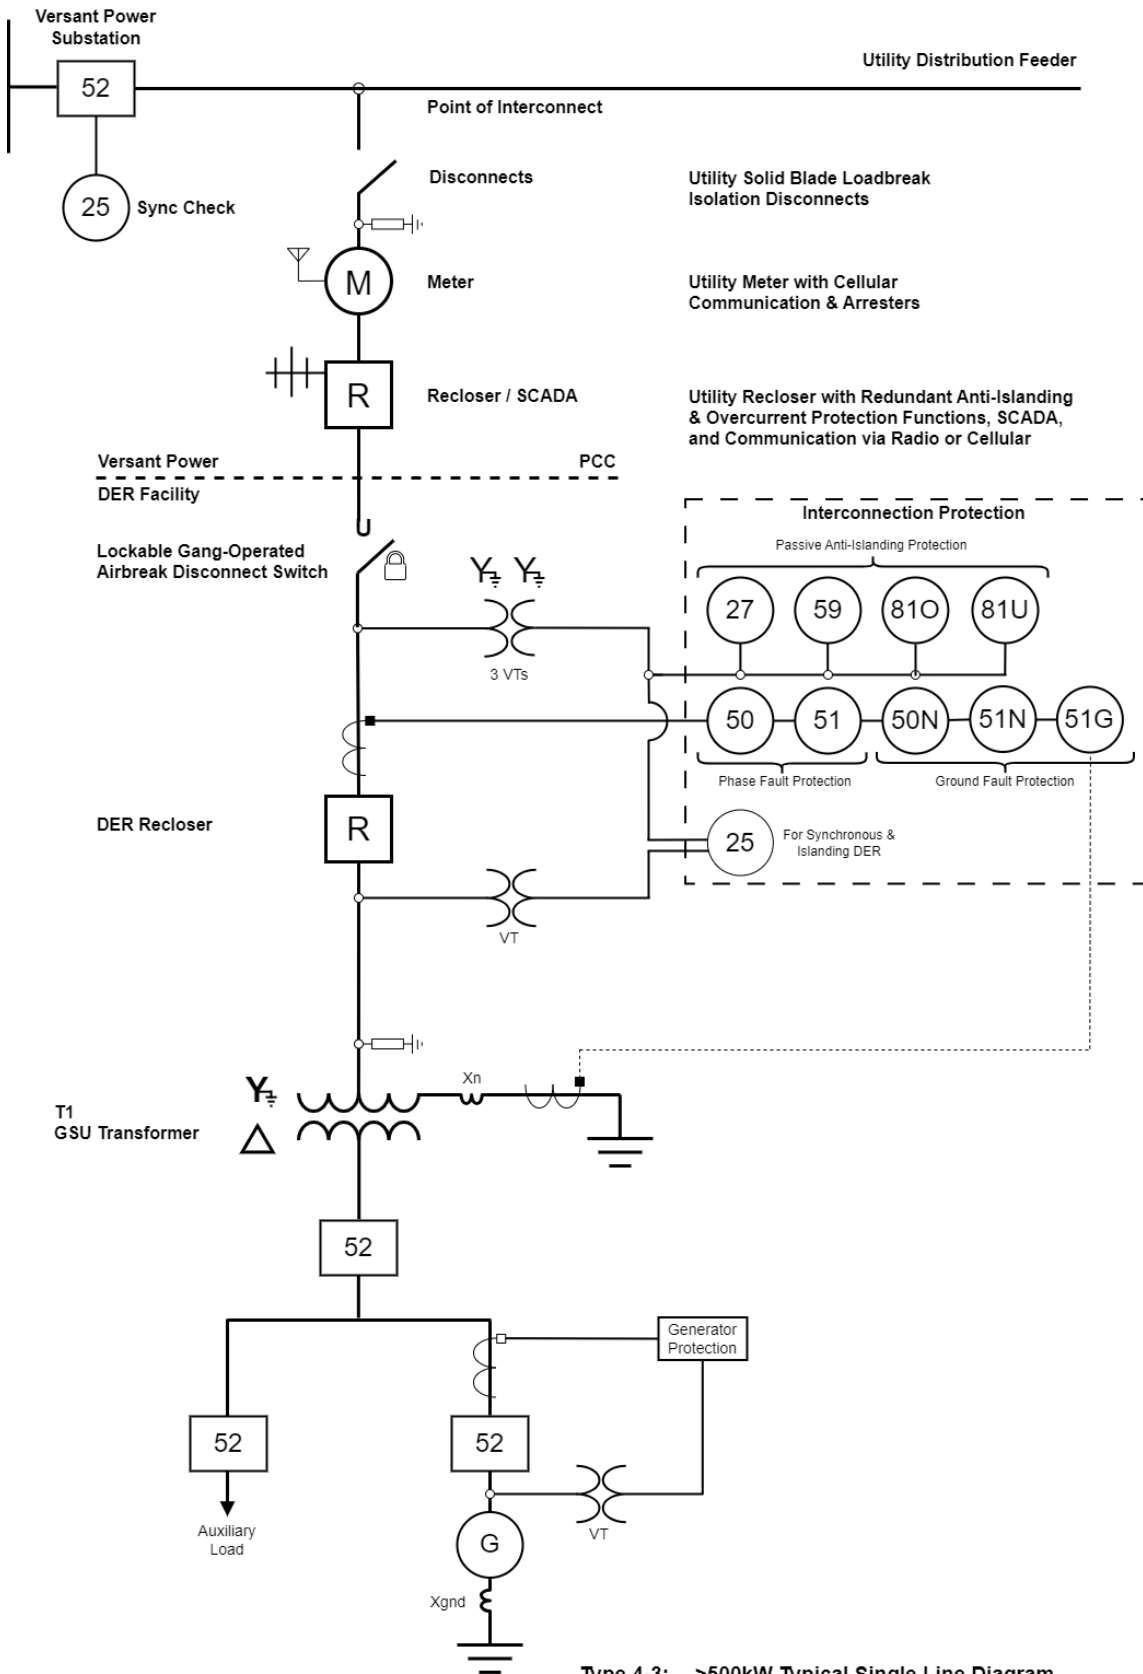 Versant Power
Substation
52
Utility Distribution Feeder
Point of Interconnect
25
Sync Check
Disconnects
Utility Solid Blade Loadbreak
Isolation Disconnects
M
Meter
Utility Meter with Cellular
Communication & Arresters
R
Recloser / SCADA
Utility Recloser with Redundant Anti-Islanding
& Overcurrent Protection Functions, SCADA,
and Communication via Radio or Cellular
Versant Power
PCC
DER Facility
Interconnection Protection
Passive Anti-Islanding Protection
Lockable Gang-Operated
Airbreak Disconnect Switch
27
59
81O
81U
3 VTs
50
51
50N
51N
51G
Phase Fault Protection
Ground Fault Protection
DER Recloser
R
25
For Synchronous &
Islanding DER
VT
Xn
T1
GSU Transformer
52
Generator
Protection
52
52
VT
Auxiliary
Load
G
Xgnd
Type 4-3: >500kW Typical Single Line Diagram